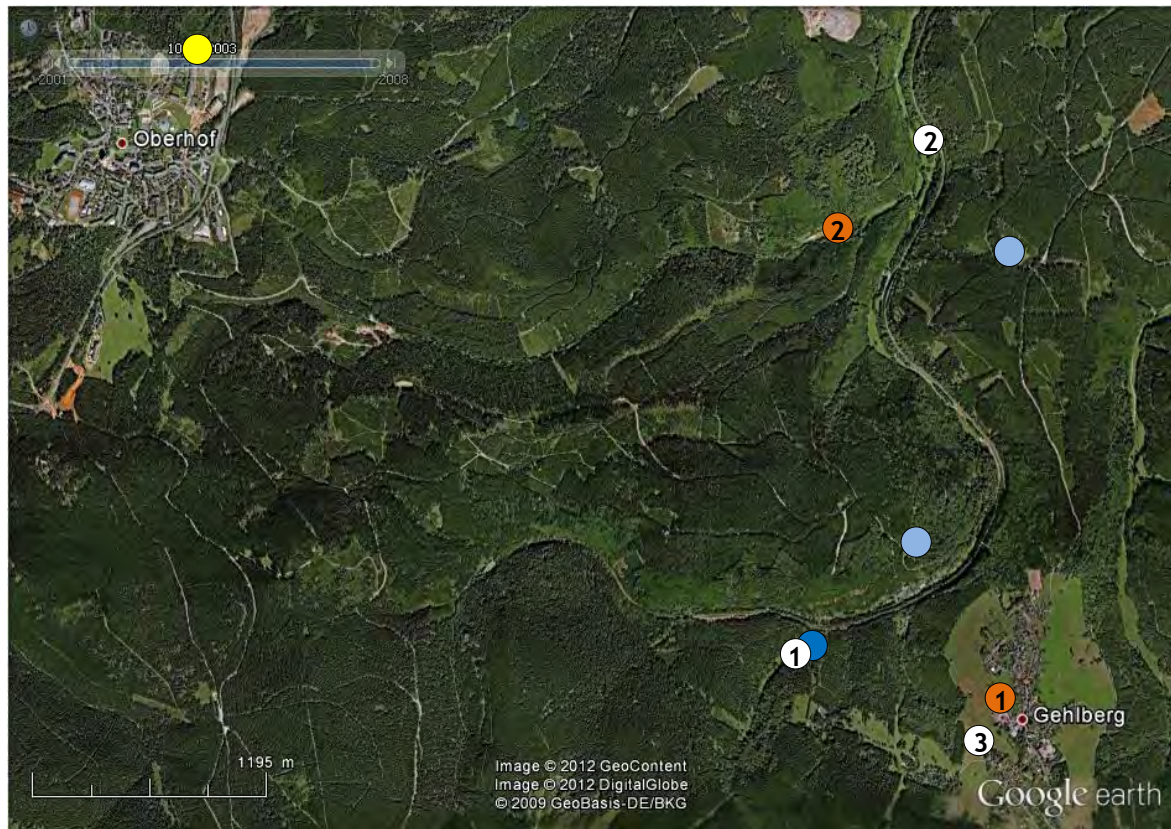 2003
2001
2008
Oberhof
2
2
1
1
Gehlberg
3
1195 m
Image © 2012 GeoContent
Image © 2012 DigitalGlobe
© 2009 GeoBasis-DE/BKG
Google earth